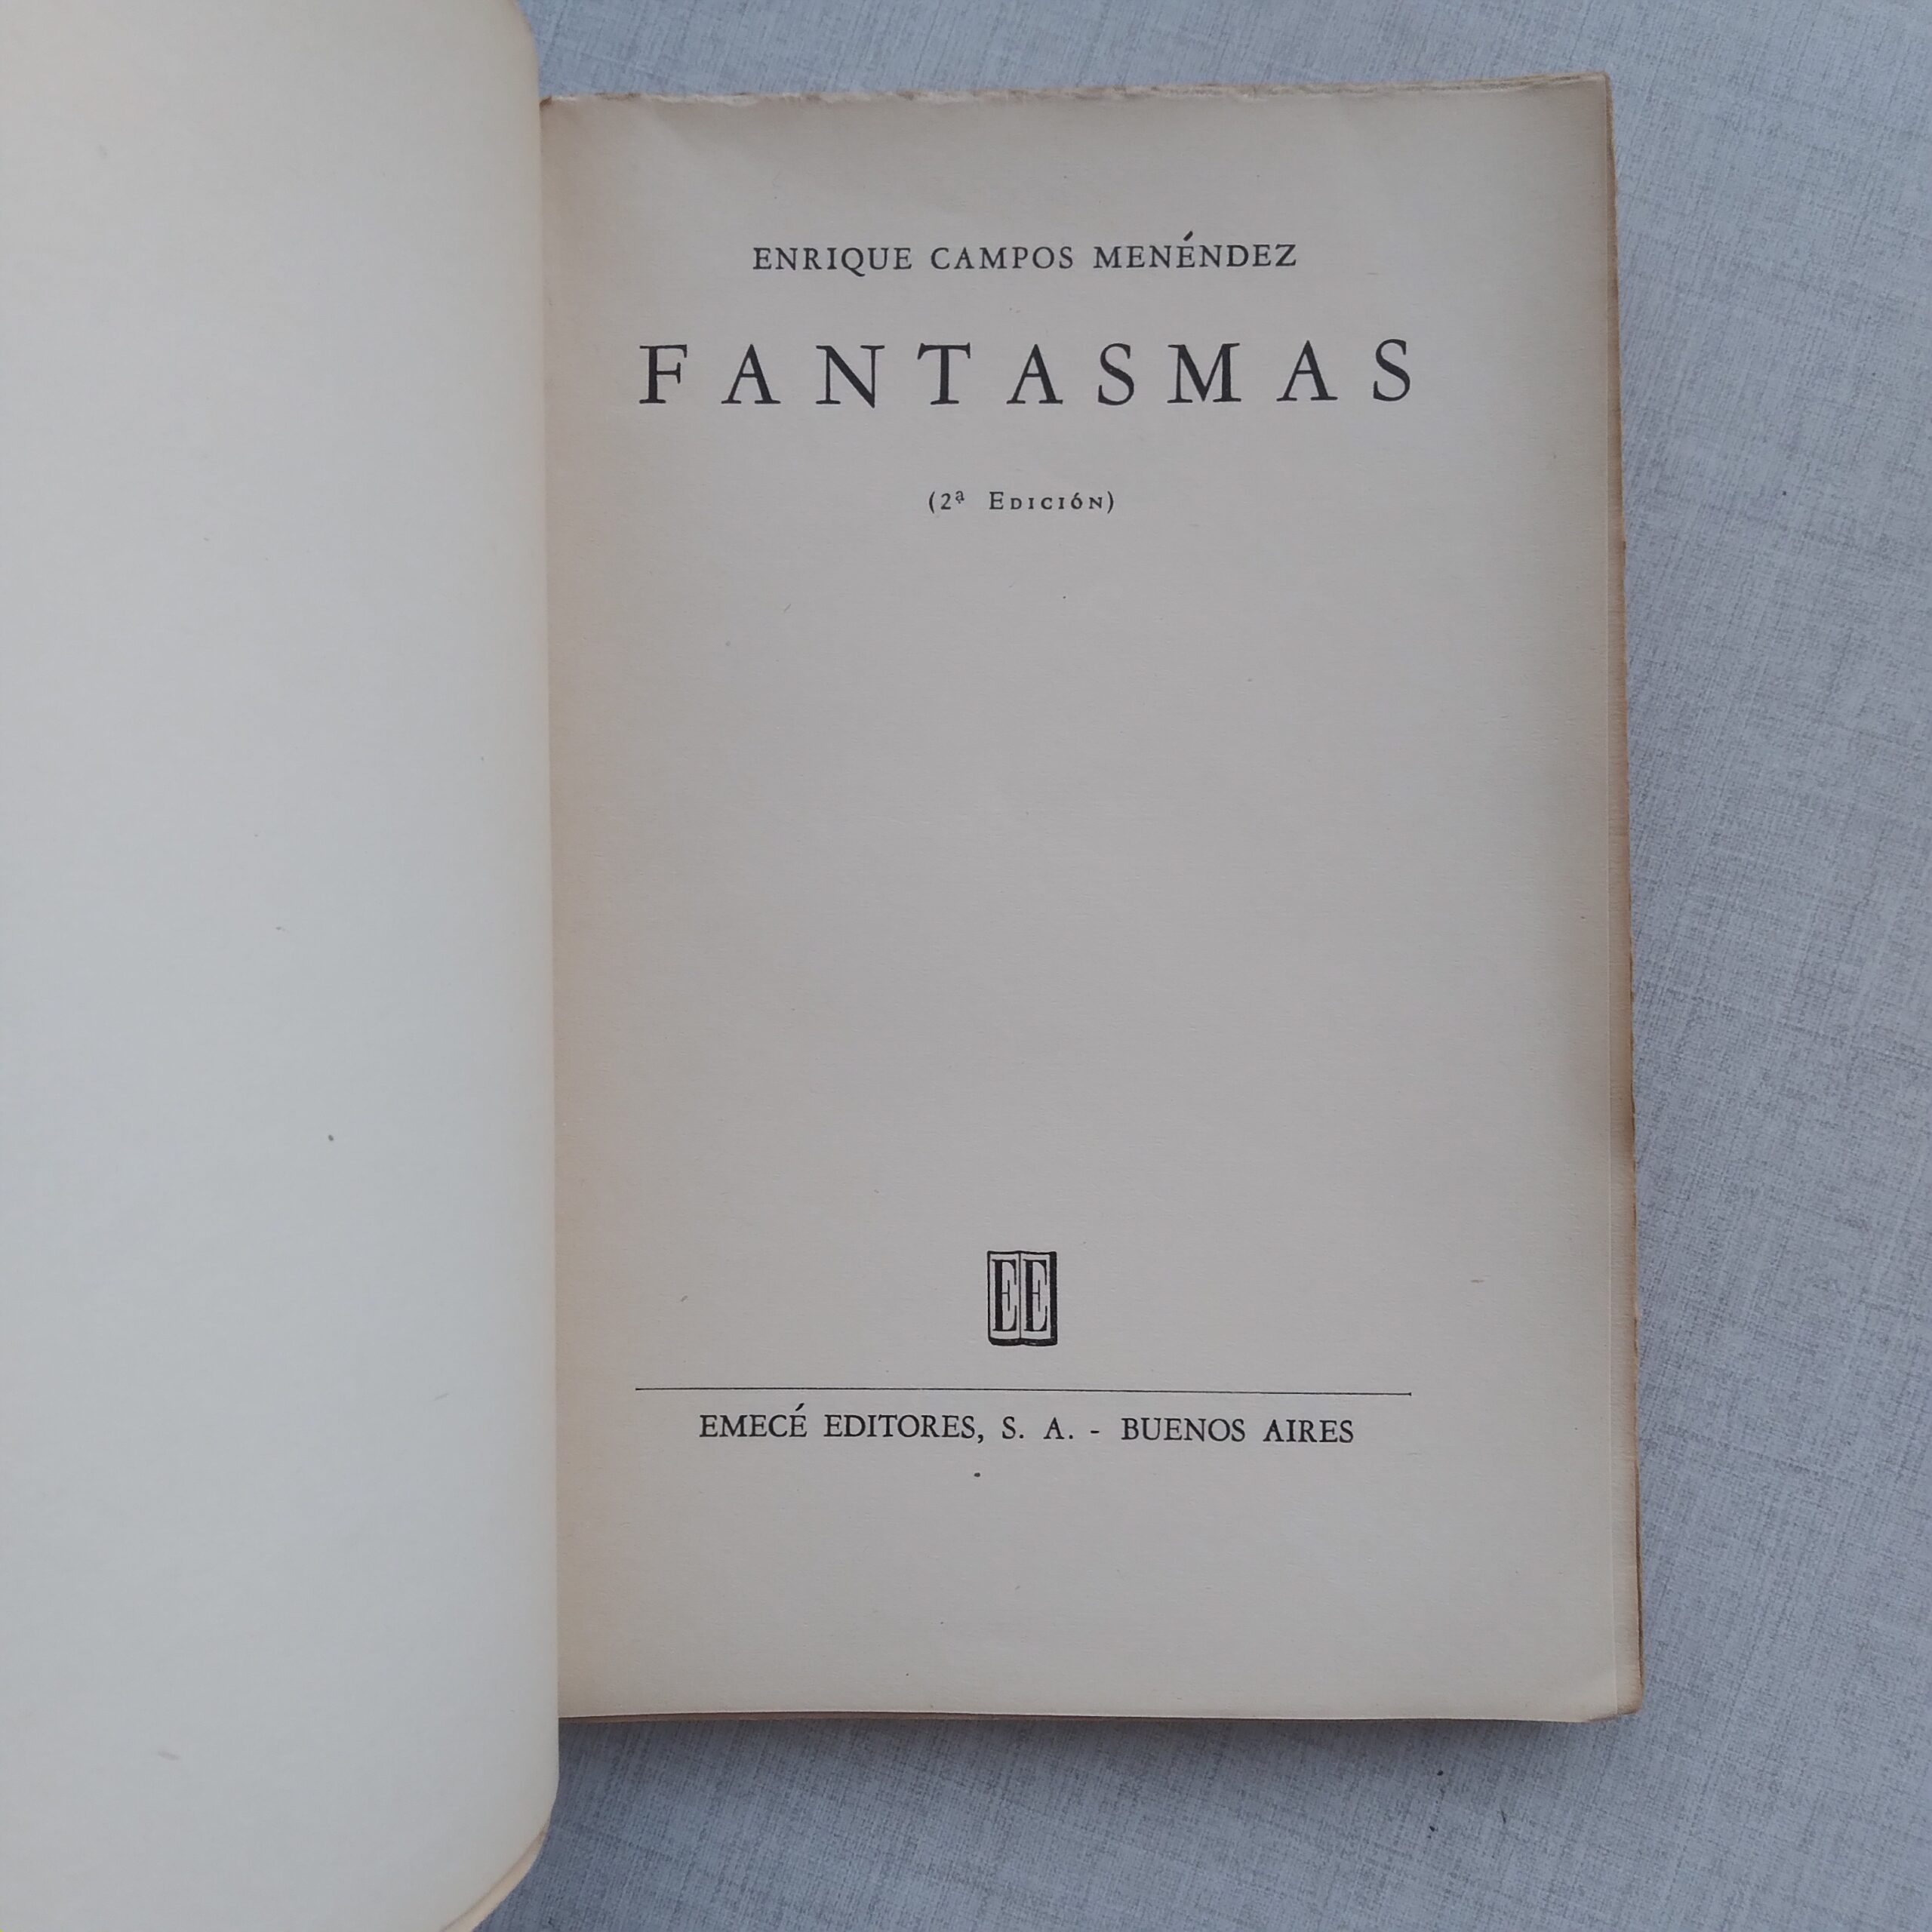 ENRIQUE CAMPOS MENÉNDEZ
FANTASMAS
(2ª EDICIÓN)
EE
EMECÉ EDITORES, S. A. - BUENOS AIRES